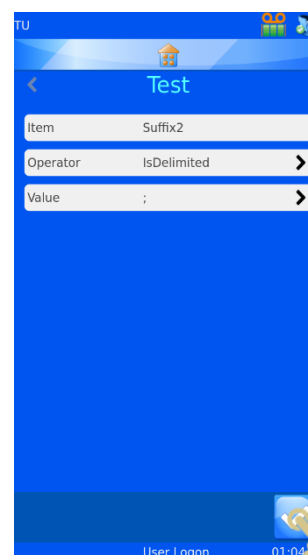 TU
Test
Item Suffix2
Operator IsDelimited
Value ;
User Logon 01:04